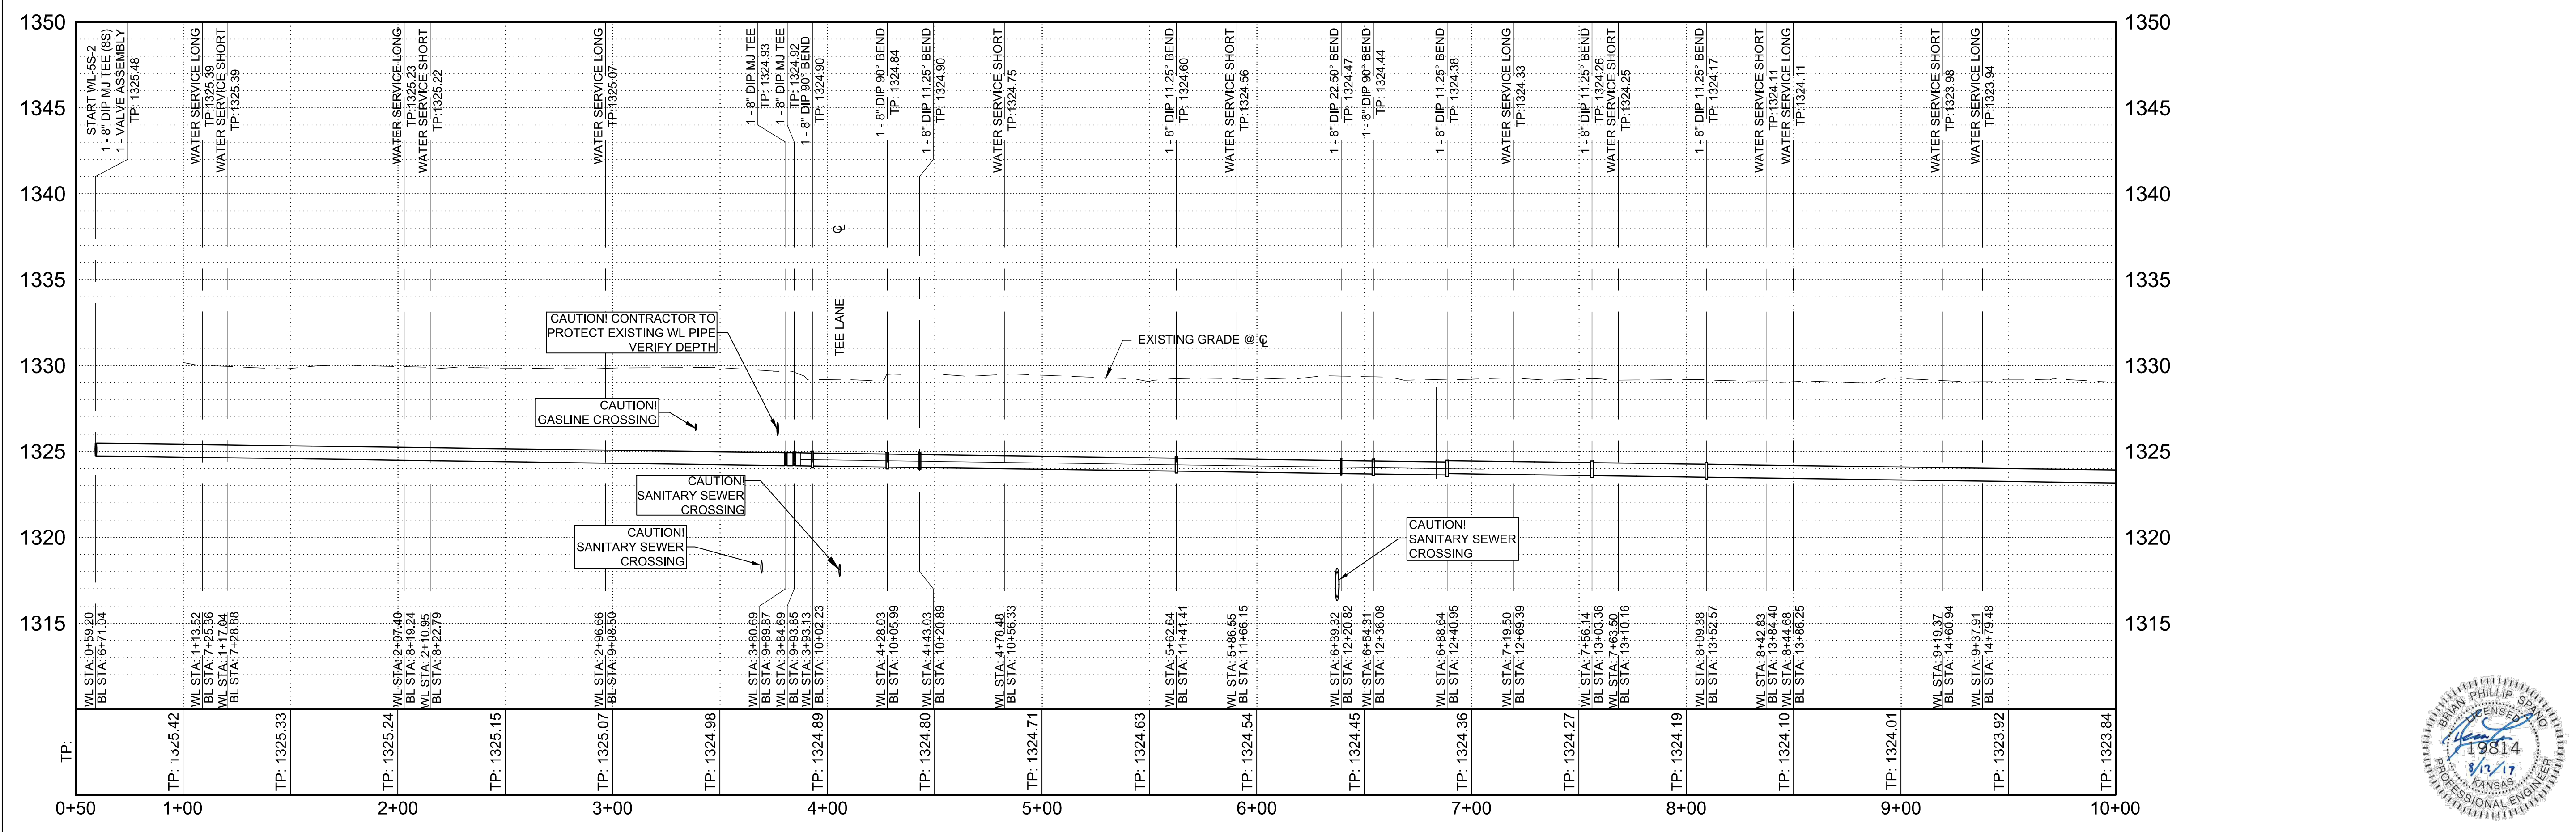 1350
1345
1340
1335
1330
1325
1320
1315
1350
1345
1340
1335
1330
1325
1320
1315
START WL-5S-2
1 - 8" DIP MJ TEE (8S)
1 - VALVE ASSEMBLY
TP: 1325.48
WATER SERVICE LONG
TP:1325.39
WATER SERVICE SHORT
TP:1325.39
WATER SERVICE LONG
TP:1325.23
WATER SERVICE SHORT
TP:1325.22
WATER SERVICE LONG
TP:1325.07
1 - 8" DIP MJ TEE
TP: 1324.93
1 - 8" DIP MJ TEE
TP: 1324.92
1 - 8" DIP 90° BEND
TP: 1324.90
1 - 8" DIP 90° BEND
TP: 1324.84
1 - 8" DIP 11.25° BEND
TP: 1324.90
WATER SERVICE SHORT
TP:1324.75
1 - 8" DIP 11.25° BEND
TP: 1324.60
WATER SERVICE SHORT
TP:1324.56
1 - 8" DIP 22.50° BEND
TP: 1324.47
1 - 8" DIP 90° BEND
TP: 1324.44
1 - 8" DIP 11.25° BEND
TP: 1324.38
WATER SERVICE LONG
TP:1324.33
1 - 8" DIP 11.25° BEND
TP: 1324.26
WATER SERVICE SHORT
TP:1324.25
1 - 8" DIP 11.25° BEND
TP: 1324.17
WATER SERVICE SHORT
TP:1324.11
WATER SERVICE LONG
TP:1324.11
WATER SERVICE SHORT
TP:1323.98
WATER SERVICE LONG
TP:1323.94
℄
TEE LANE
CAUTION! CONTRACTOR TO
PROTECT EXISTING WL PIPE
VERIFY DEPTH
EXISTING GRADE @ ℄
CAUTION!
GASLINE CROSSING
CAUTION!
SANITARY SEWER
CROSSING
CAUTION!
SANITARY SEWER
CROSSING
CAUTION!
SANITARY SEWER
CROSSING
WL STA: 0+59.20
BL STA: 6+71.04
WL STA: 1+13.52
BL STA: 7+25.36
WL STA: 1+17.04
BL STA: 7+28.88
WL STA: 2+07.40
BL STA: 8+19.24
WL STA: 2+10.95
BL STA: 8+22.79
WL STA: 2+96.66
BL STA: 9+08.50
WL STA: 3+80.69
BL STA: 9+89.87
WL STA: 3+84.69
BL STA: 9+93.85
WL STA: 3+93.13
BL STA: 10+02.23
WL STA: 4+28.03
BL STA: 10+05.99
WL STA: 4+43.03
BL STA: 10+20.89
WL STA: 4+78.48
BL STA: 10+56.33
WL STA: 5+62.64
BL STA: 11+41.41
WL STA: 5+86.55
BL STA: 11+66.15
WL STA: 6+39.32
BL STA: 12+20.82
WL STA: 6+54.31
BL STA: 12+36.08
WL STA: 6+88.64
BL STA: 12+40.95
WL STA: 7+19.50
BL STA: 12+69.39
WL STA: 7+56.14
BL STA: 13+03.36
WL STA: 7+63.50
BL STA: 13+10.16
WL STA: 8+09.38
BL STA: 13+52.57
WL STA: 8+42.83
BL STA: 13+84.40
WL STA: 8+44.68
BL STA: 13+86.25
WL STA: 9+19.37
BL STA: 14+60.94
WL STA: 9+37.91
BL STA: 14+79.48
TP:
TP: 1325.42
TP: 1325.33
TP: 1325.24
TP: 1325.15
TP: 1325.07
TP: 1324.98
TP: 1324.89
TP: 1324.80
TP: 1324.71
TP: 1324.63
TP: 1324.54
TP: 1324.45
TP: 1324.36
TP: 1324.27
TP: 1324.19
TP: 1324.10
TP: 1324.01
TP: 1323.92
TP: 1323.84
0+50
1+00
2+00
3+00
4+00
5+00
6+00
7+00
8+00
9+00
10+00
BRIAN PHILLIP SPANO
LICENSED
19814
8/12/17
KANSAS
PROFESSIONAL ENGINEER